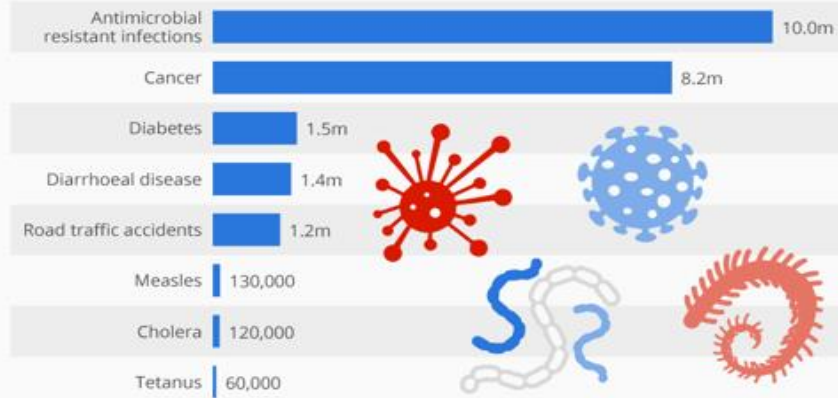 Antimicrobial
resistant infections 10.0m
Cancer 8.2m
Diabetes 1.5m
Diarrhoeal disease 1.4m
Road traffic accidents 1.2m
Measles 130,000
Cholera 120,000
Tetanus 60,000